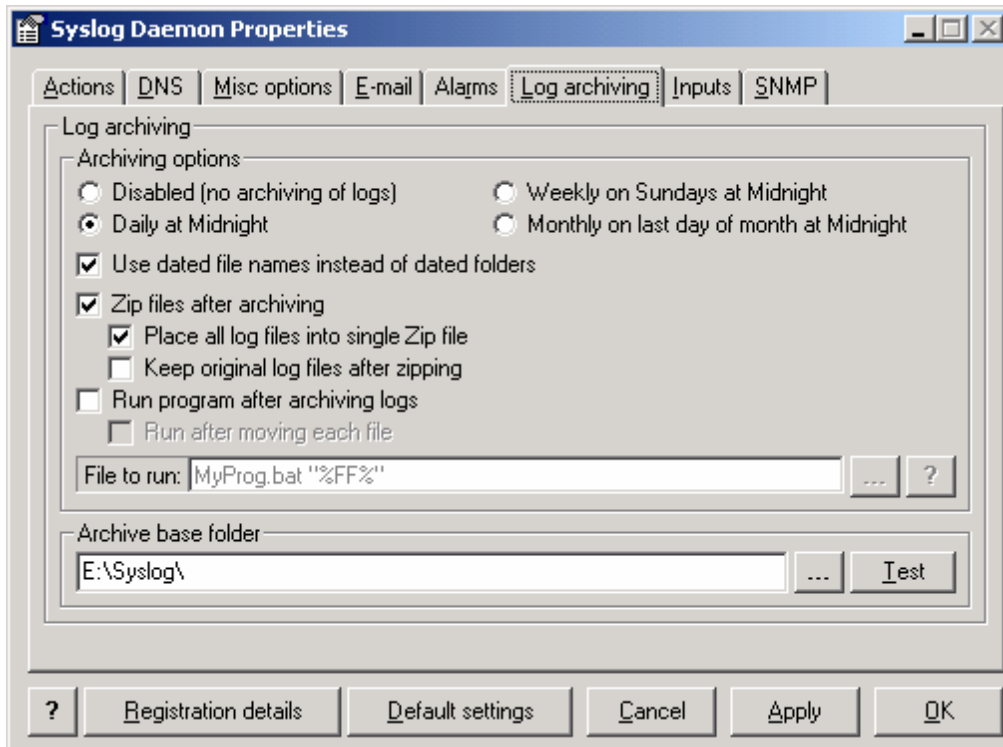 Syslog Daemon Properties
Actions DNS Misc options E-mail Alarms Log archiving Inputs SNMP
Log archiving
Archiving options
Disabled (no archiving of logs) Weekly on Sundays at Midnight
Daily at Midnight Monthly on last day of month at Midnight
Use dated file names instead of dated folders
Zip files after archiving
Place all log files into single Zip file
Keep original log files after zipping
Run program after archiving logs
Run after moving each file
File to run: MyProg.bat "%FF%" ... ?
Archive base folder
E:\Syslog\ ... Test
? Registration details Default settings Cancel Apply OK